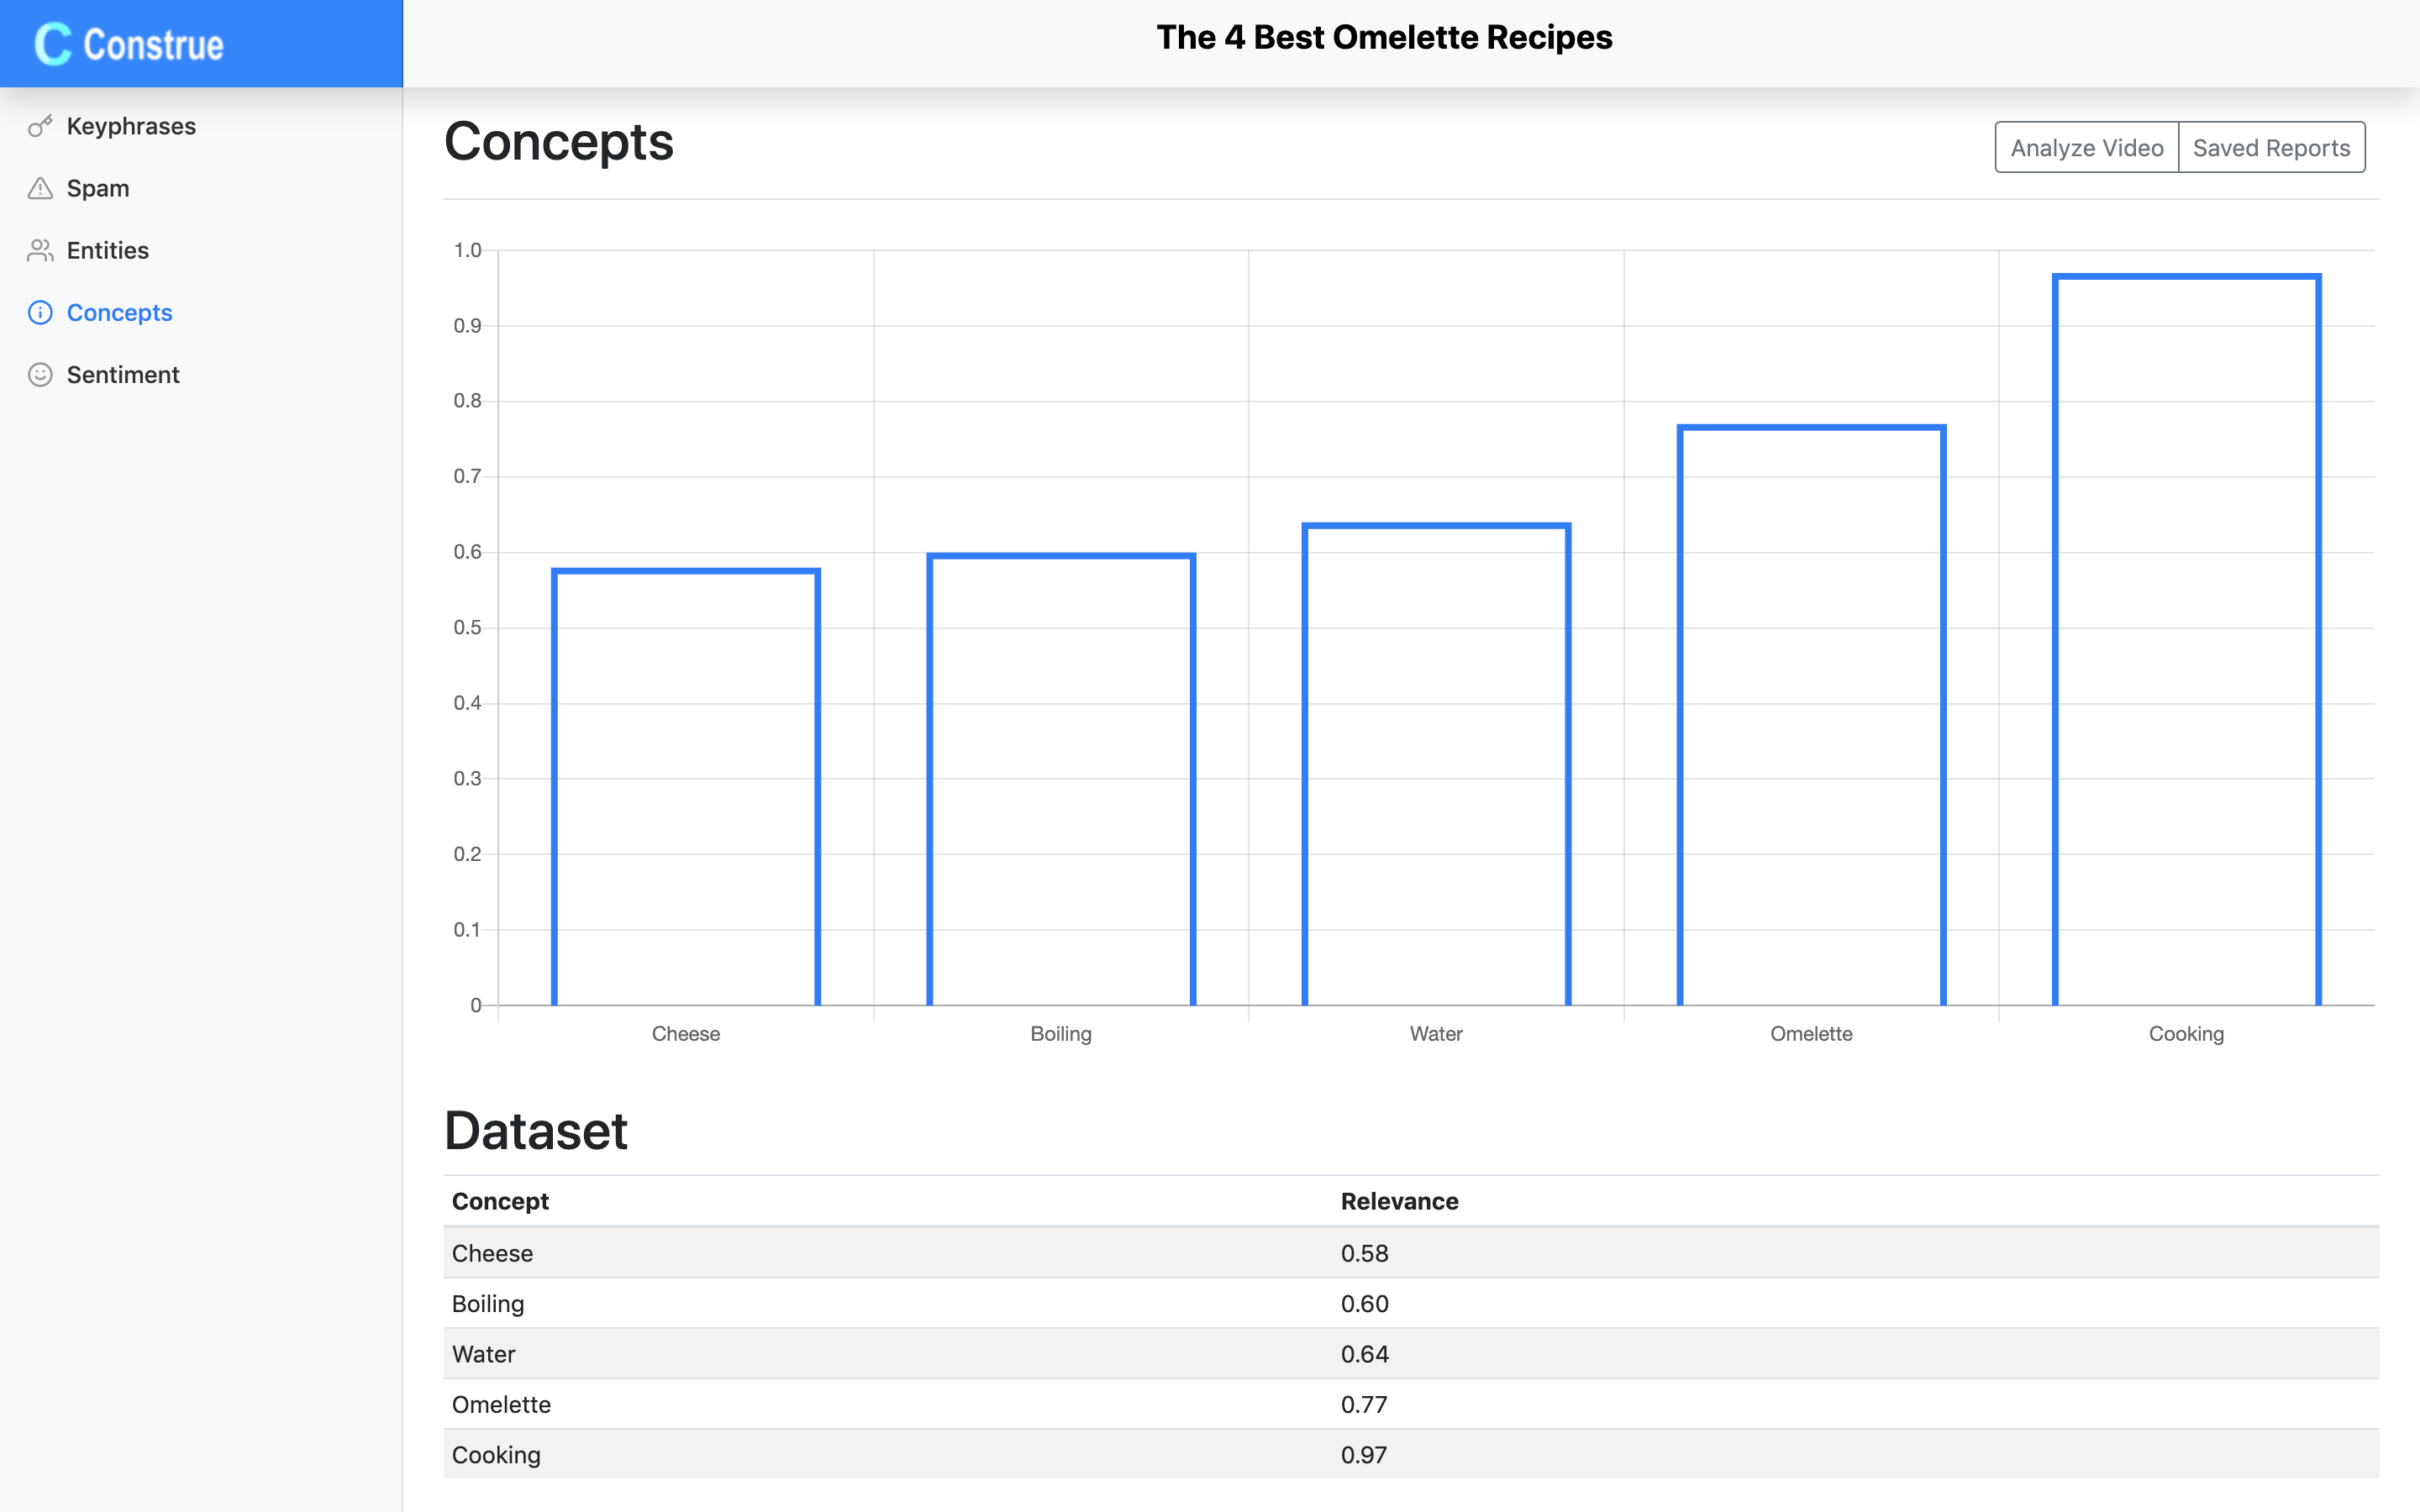 C Construe
The 4 Best Omelette Recipes
Keyphrases
Spam
Entities
Concepts
Sentiment
Concepts
Analyze Video
Saved Reports
1.0
0.9
0.8
0.7
0.6
0.5
0.4
0.3
0.2
0.1
0
Cheese Boiling Water Omelette Cooking
Dataset
Concept Relevance
Cheese 0.58
Boiling 0.60
Water 0.64
Omelette 0.77
Cooking 0.97